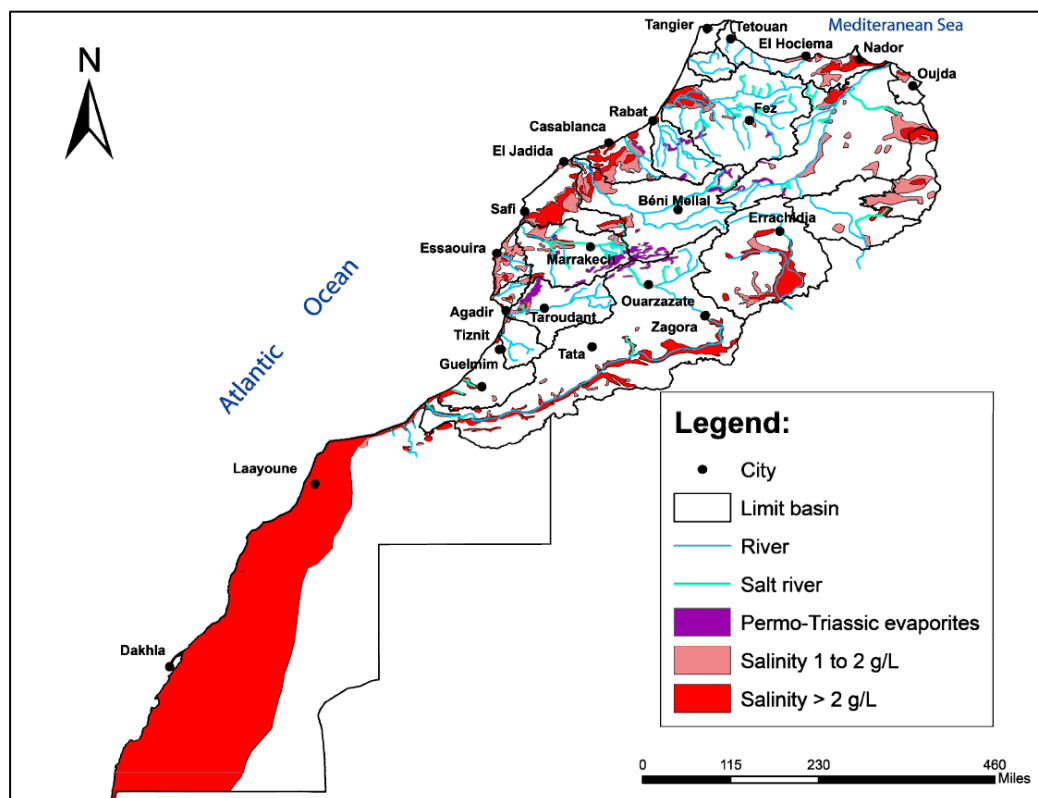 Tangier
Tetouan
Mediteranean Sea
El Hociema
Nador
Oujda
Rabat
Fez
Casablanca
El Jadida
Safi
Béni Mellal
Errachidia
Essaouira
Marrakech
Ouarzazate
Agadir
Taroudant
Zagora
Tiznit
Tata
Guelmim
Atlantic Ocean
Laayoune
Dakhla
Legend:
City
Limit basin
River
Salt river
Permo-Triassic evaporites
Salinity 1 to 2 g/L
Salinity > 2 g/L
0 115 230 460
Miles
N